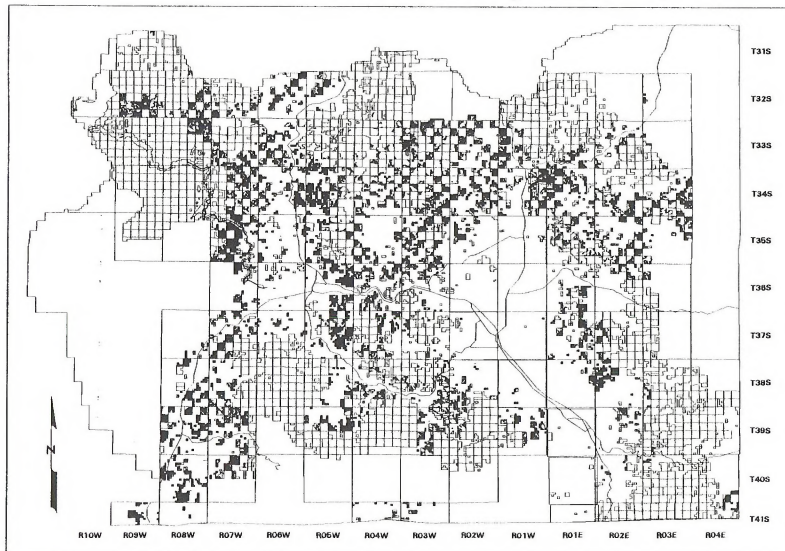 T31S
T32S
T33S
T34S
T35S
T36S
T37S
T38S
T39S
T40S
T41S
N
R10W R09W R08W R07W R06W R05W R04W R03W R02W R01W R01E R02E R03E R04E